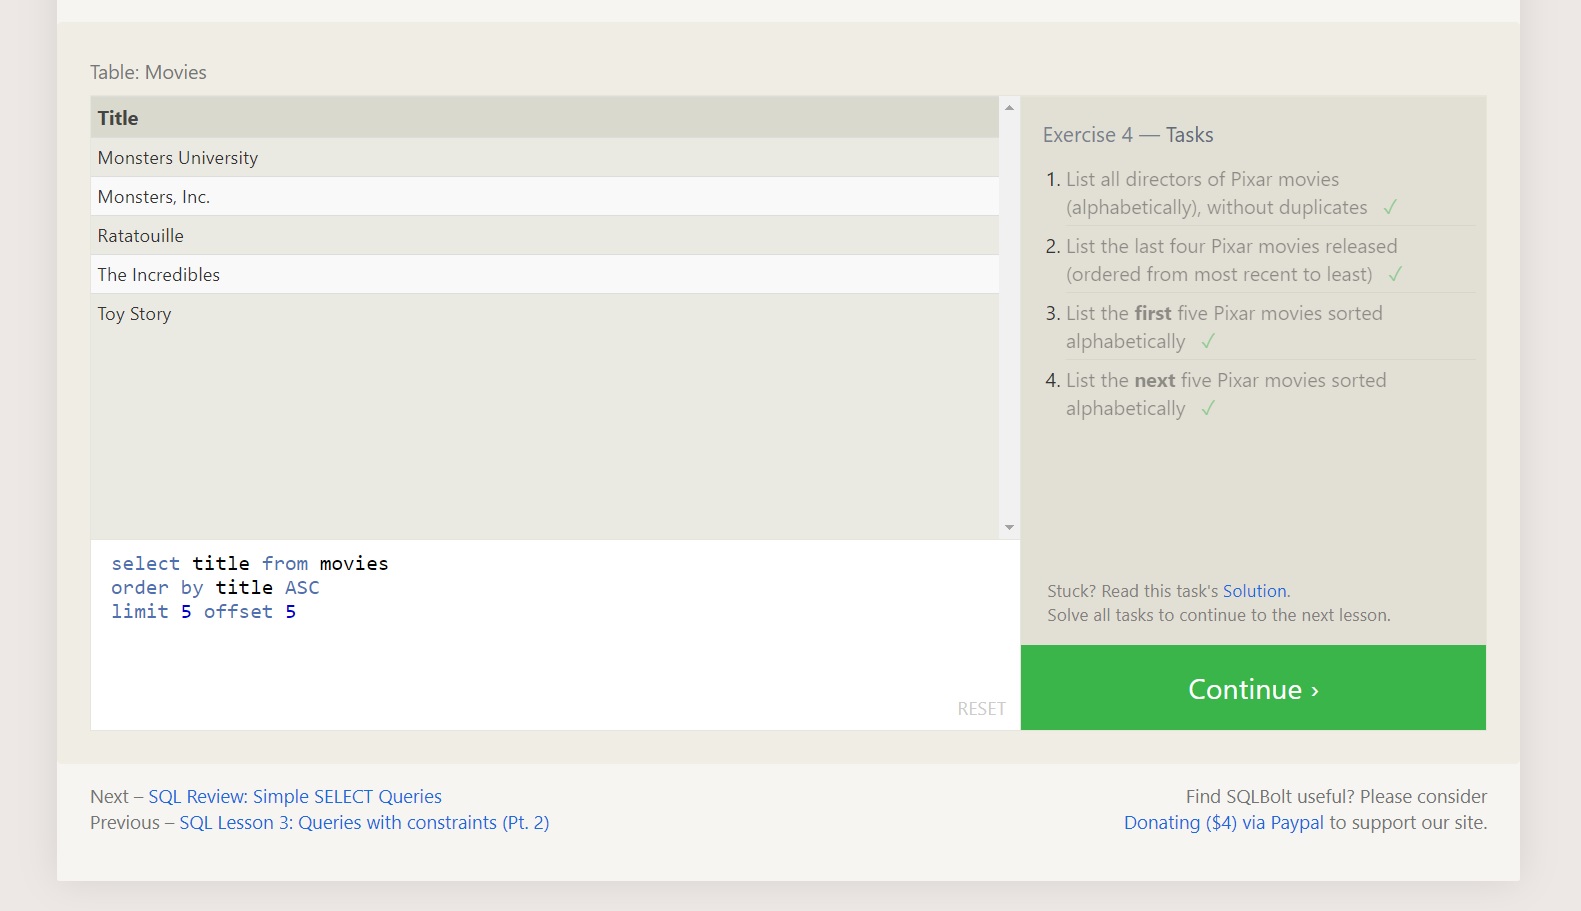 Table: Movies
Title
Monsters University
Monsters, Inc.
Ratatouille
The Incredibles
Toy Story
select title from movies
order by title ASC
limit 5 offset 5
RESET
Exercise 4 — Tasks
1. List all directors of Pixar movies
(alphabetically), without duplicates ✓
2. List the last four Pixar movies released
(ordered from most recent to least) ✓
3. List the first five Pixar movies sorted
alphabetically ✓
4. List the next five Pixar movies sorted
alphabetically ✓
Stuck? Read this task's Solution.
Solve all tasks to continue to the next lesson.
Continue ›
Next – SQL Review: Simple SELECT Queries
Previous – SQL Lesson 3: Queries with constraints (Pt. 2)
Find SQLBolt useful? Please consider
Donating ($4) via Paypal to support our site.